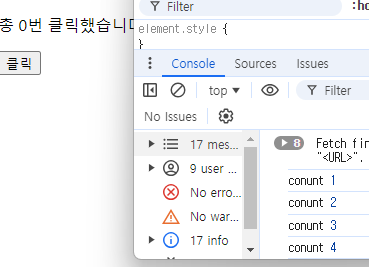 총 0번 클릭했습니다
클릭
Filter
:ho
element.style {
}
Console
Sources
Issues
top
Filter
No Issues
17 mes...
9 user ...
No erro...
No war...
17 info
8
Fetch fin
"<URL>".
conunt 1
conunt 2
conunt 3
conunt 4